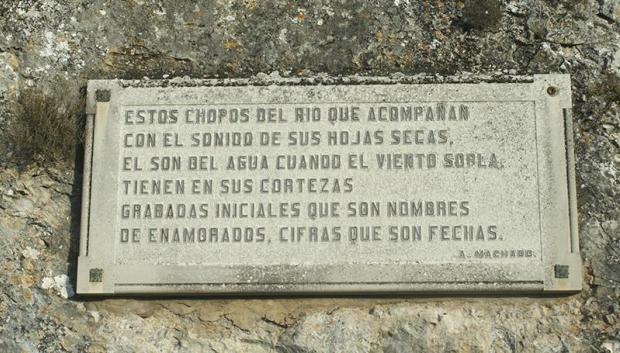 ESTOS CHOPOS DEL RIO QUE ACOMPAÑAN
CON EL SONIDO DE SUS HOJAS SECAS,
EL SON DEL AGUA CUANDO EL VIENTO SOPLA,
TIENEN EN SUS CORTEZAS
GRABADAS INICIALES QUE SON NOMBRES
DE ENAMORADOS, CIFRAS QUE SON FECHAS.
A. MACHADO.